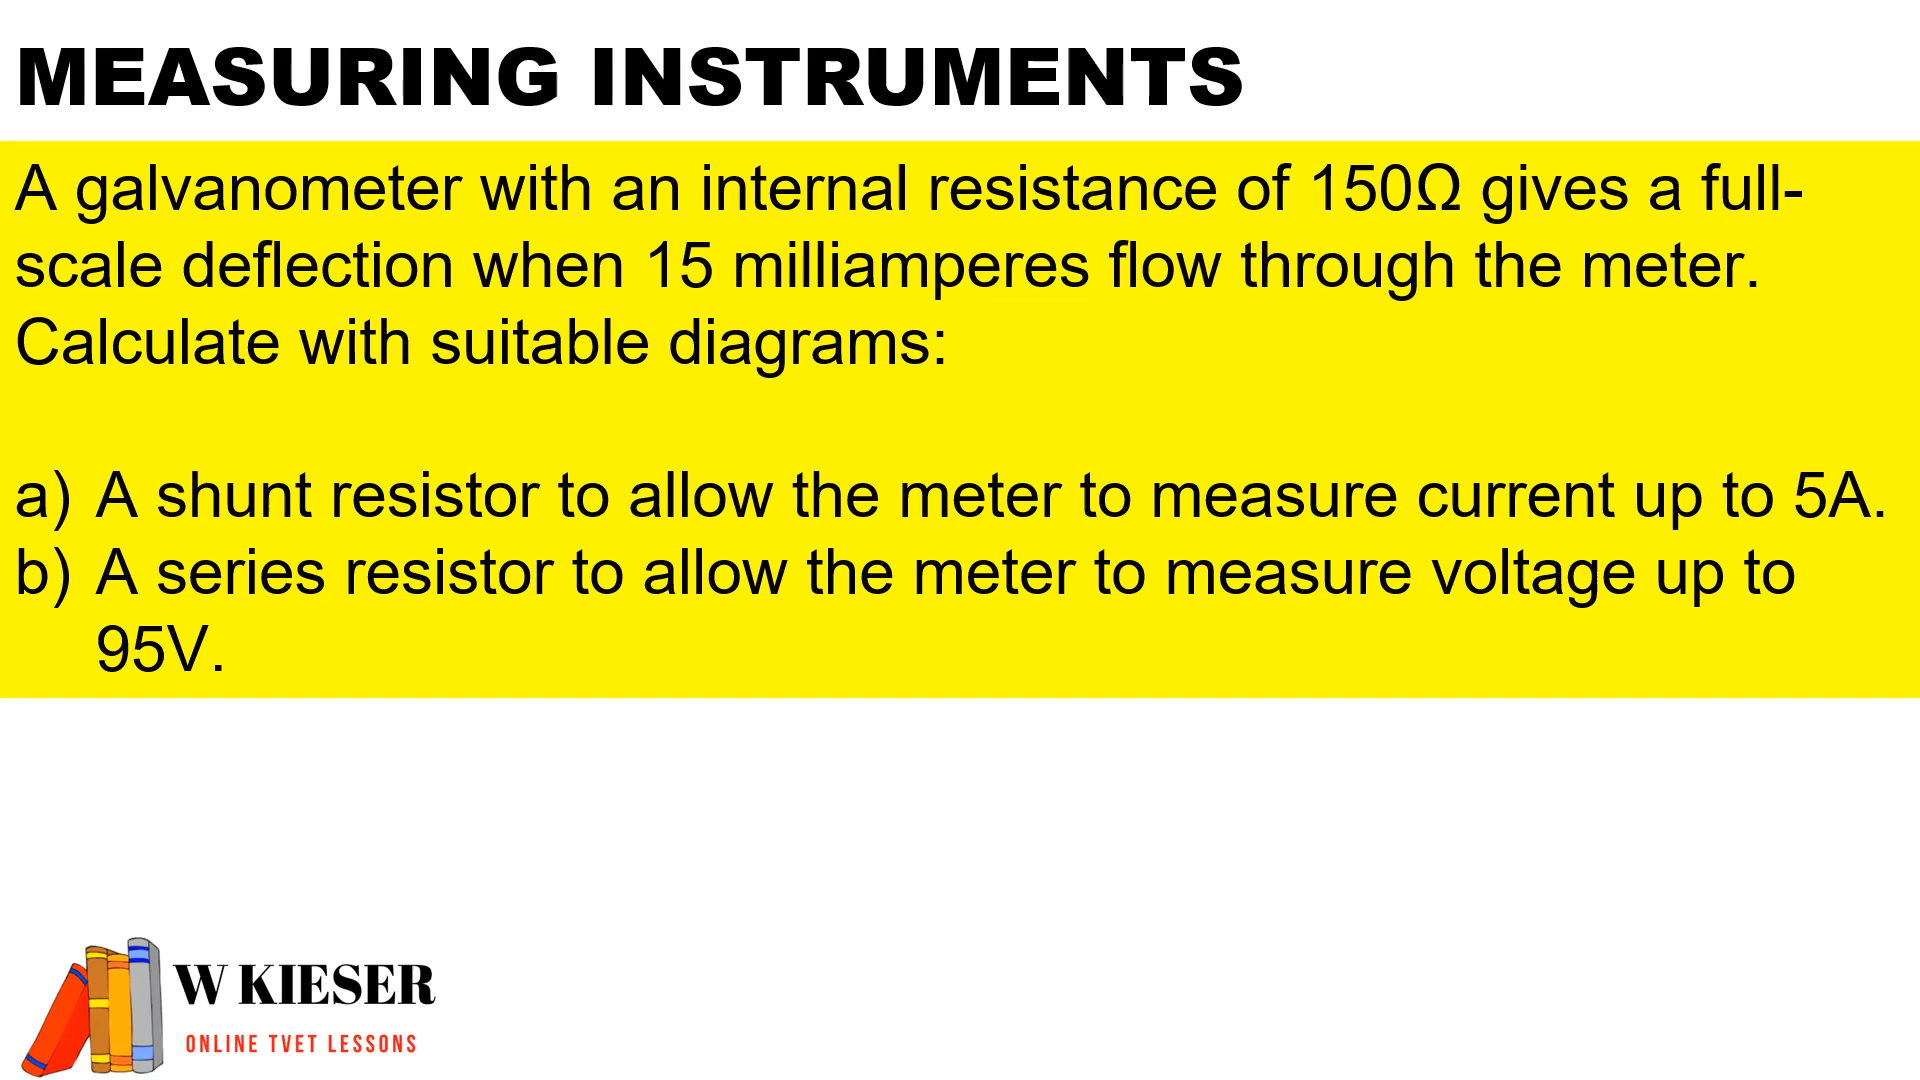 MEASURING INSTRUMENTS
A galvanometer with an internal resistance of 150Ω gives a full-
scale deflection when 15 milliamperes flow through the meter.
Calculate with suitable diagrams:
a) A shunt resistor to allow the meter to measure current up to 5A.
b) A series resistor to allow the meter to measure voltage up to
95V.
W KIESER
ONLINE TVET LESSONS